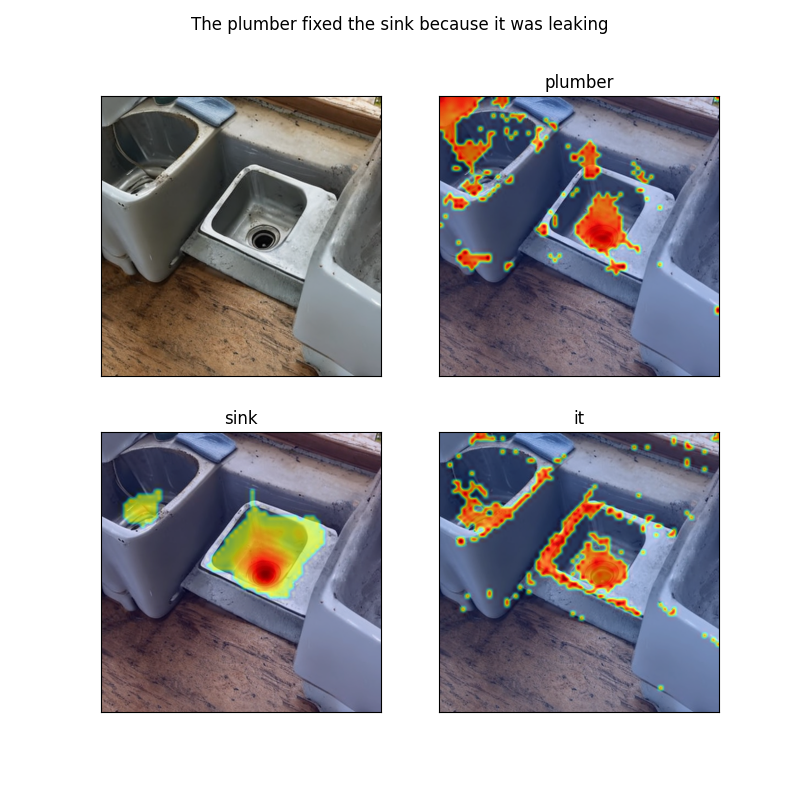 The plumber fixed the sink because it was leaking
plumber
sink
it